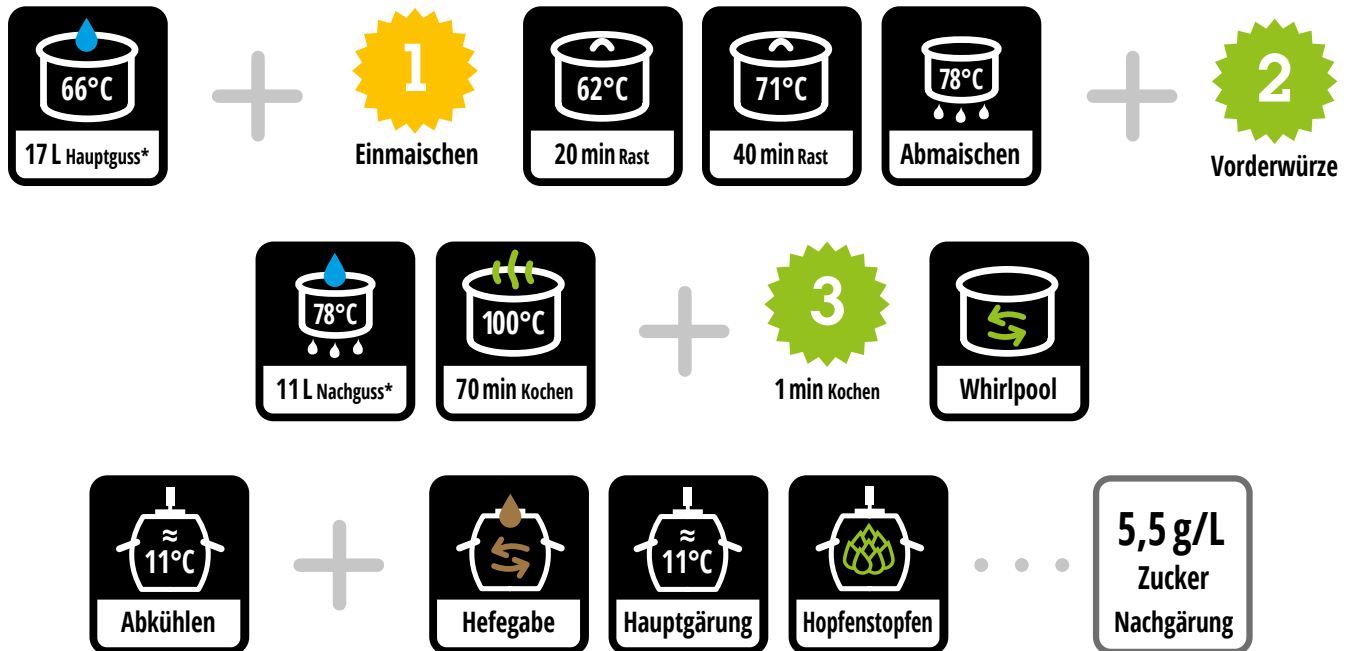 66°C
17 L Hauptguss*
1
Einmaischen
62°C
20 min Rast
71°C
40 min Rast
78°C
Abmaischen
2
Vorderwürze
78°C
11 L Nachguss*
100°C
70 min Kochen
3
1 min Kochen
Whirlpool
≈
11°C
Abkühlen
Hefegabe
≈
11°C
Hauptgärung
Hopfenstopfen
5,5 g/L
Zucker
Nachgärung